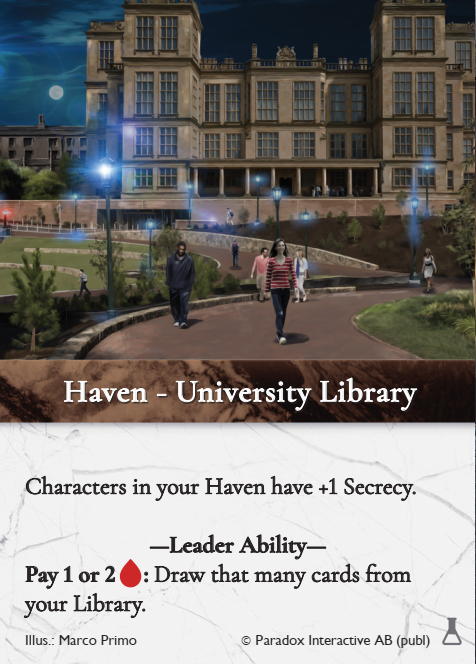 Haven - University Library
Characters in your Haven have +1 Secrecy.
—Leader Ability—
Pay 1 or 2 : Draw that many cards from
your Library.
Illus.: Marco Primo
© Paradox Interactive AB (publ)